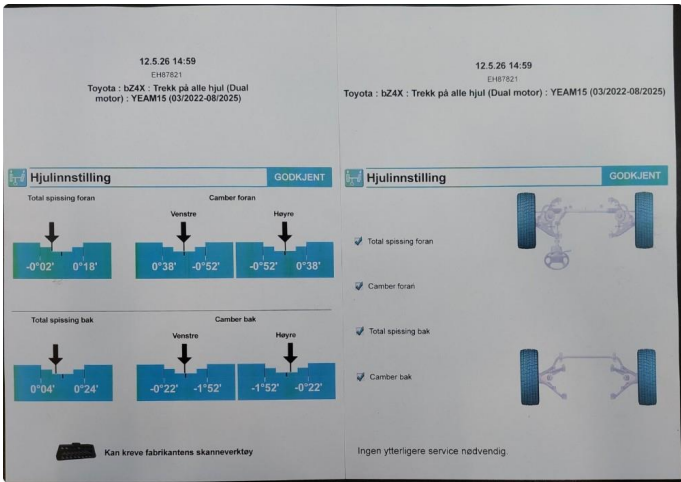 12.5.26 14:59
EH87821
Toyota : bZ4X : Trekk på alle hjul (Dual
motor) : YEAM15 (03/2022-08/2025)
Hjulinnstilling
GODKJENT
Total spissing foran
Camber foran
Venstre
Høyre
-0°02' 0°18'
0°38' -0°52'
-0°52' 0°38'
Total spissing bak
Camber bak
Venstre
Høyre
0°04' 0°24'
-0°22' -1°52'
-1°52' -0°22'
Kan kreve fabrikantens skanneverktøy
12.5.26 14:59
EH87821
Toyota : bZ4X : Trekk på alle hjul (Dual motor) : YEAM15 (03/2022-08/2025)
Hjulinnstilling
GODKJENT
Total spissing foran
Camber foran
Total spissing bak
Camber bak
Ingen ytterligere service nødvendig.